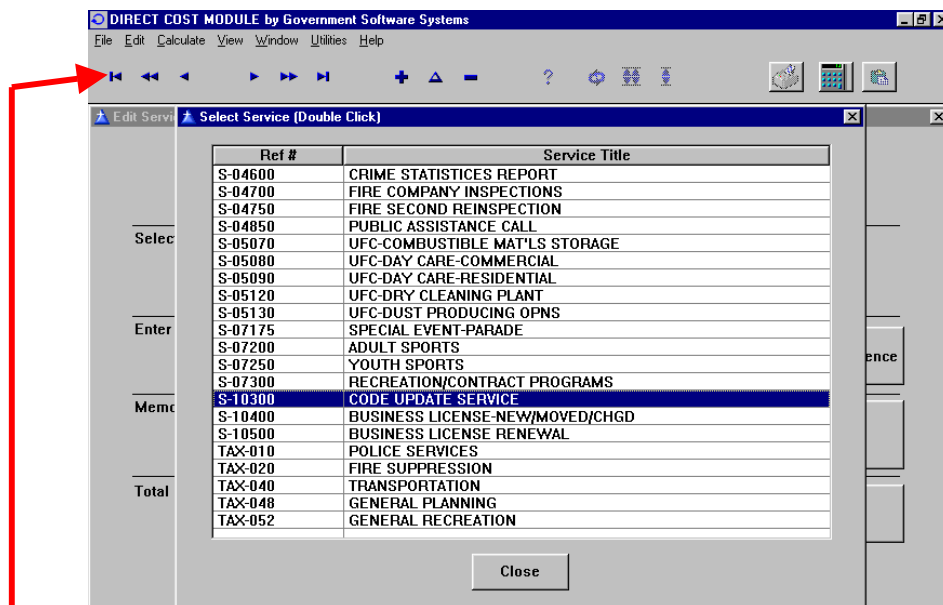 DIRECT COST MODULE by Government Software Systems
File Edit Calculate View Window Utilities Help
?
Edit Servi
Select Service (Double Click)
Ref # Service Title
S-04600 CRIME STATISTICES REPORT
S-04700 FIRE COMPANY INSPECTIONS
S-04750 FIRE SECOND REINSPECTION
S-04850 PUBLIC ASSISTANCE CALL
S-05070 UFC-COMBUSTIBLE MAT'LS STORAGE
S-05080 UFC-DAY CARE-COMMERCIAL
S-05090 UFC-DAY CARE-RESIDENTIAL
S-05120 UFC-DRY CLEANING PLANT
S-05130 UFC-DUST PRODUCING OPNS
S-07175 SPECIAL EVENT-PARADE
S-07200 ADULT SPORTS
S-07250 YOUTH SPORTS
S-07300 RECREATION/CONTRACT PROGRAMS
S-10300 CODE UPDATE SERVICE
S-10400 BUSINESS LICENSE-NEW/MOVED/CHGD
S-10500 BUSINESS LICENSE RENEWAL
TAX-010 POLICE SERVICES
TAX-020 FIRE SUPPRESSION
TAX-040 TRANSPORTATION
TAX-048 GENERAL PLANNING
TAX-052 GENERAL RECREATION
Close
Selec
Enter
ence
Memo
Total